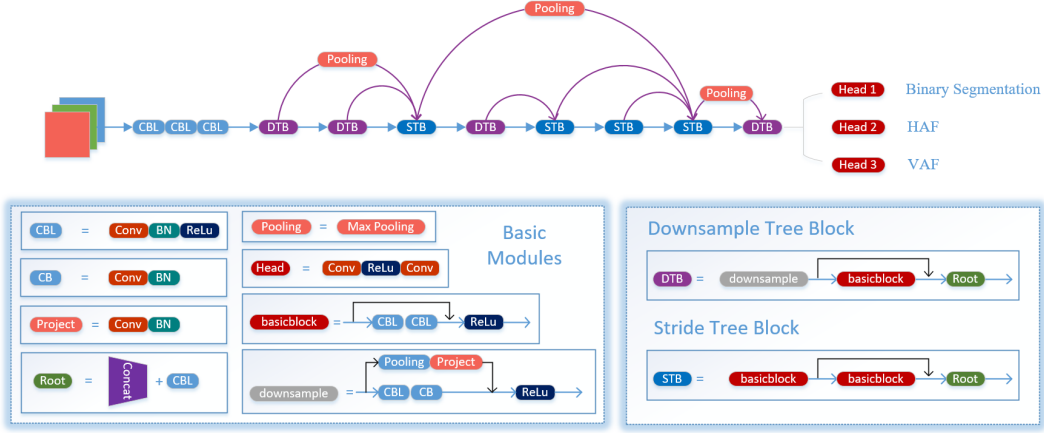 Pooling
Pooling
Pooling
CBL CBL CBL DTB DTB STB DTB STB STB STB DTB
Head 1 Binary Segmentation
Head 2 HAF
Head 3 VAF
Basic
Modules
CBL = Conv BN ReLu
CB = Conv BN
Project = Conv BN
Root = Concat + CBL
Pooling = Max Pooling
Head = Conv ReLu Conv
basicblock = CBL CBL ReLu
Pooling Project
downsample = CBL CB ReLu
Downsample Tree Block
DTB = downsample basicblock Root
Stride Tree Block
STB = basicblock basicblock Root